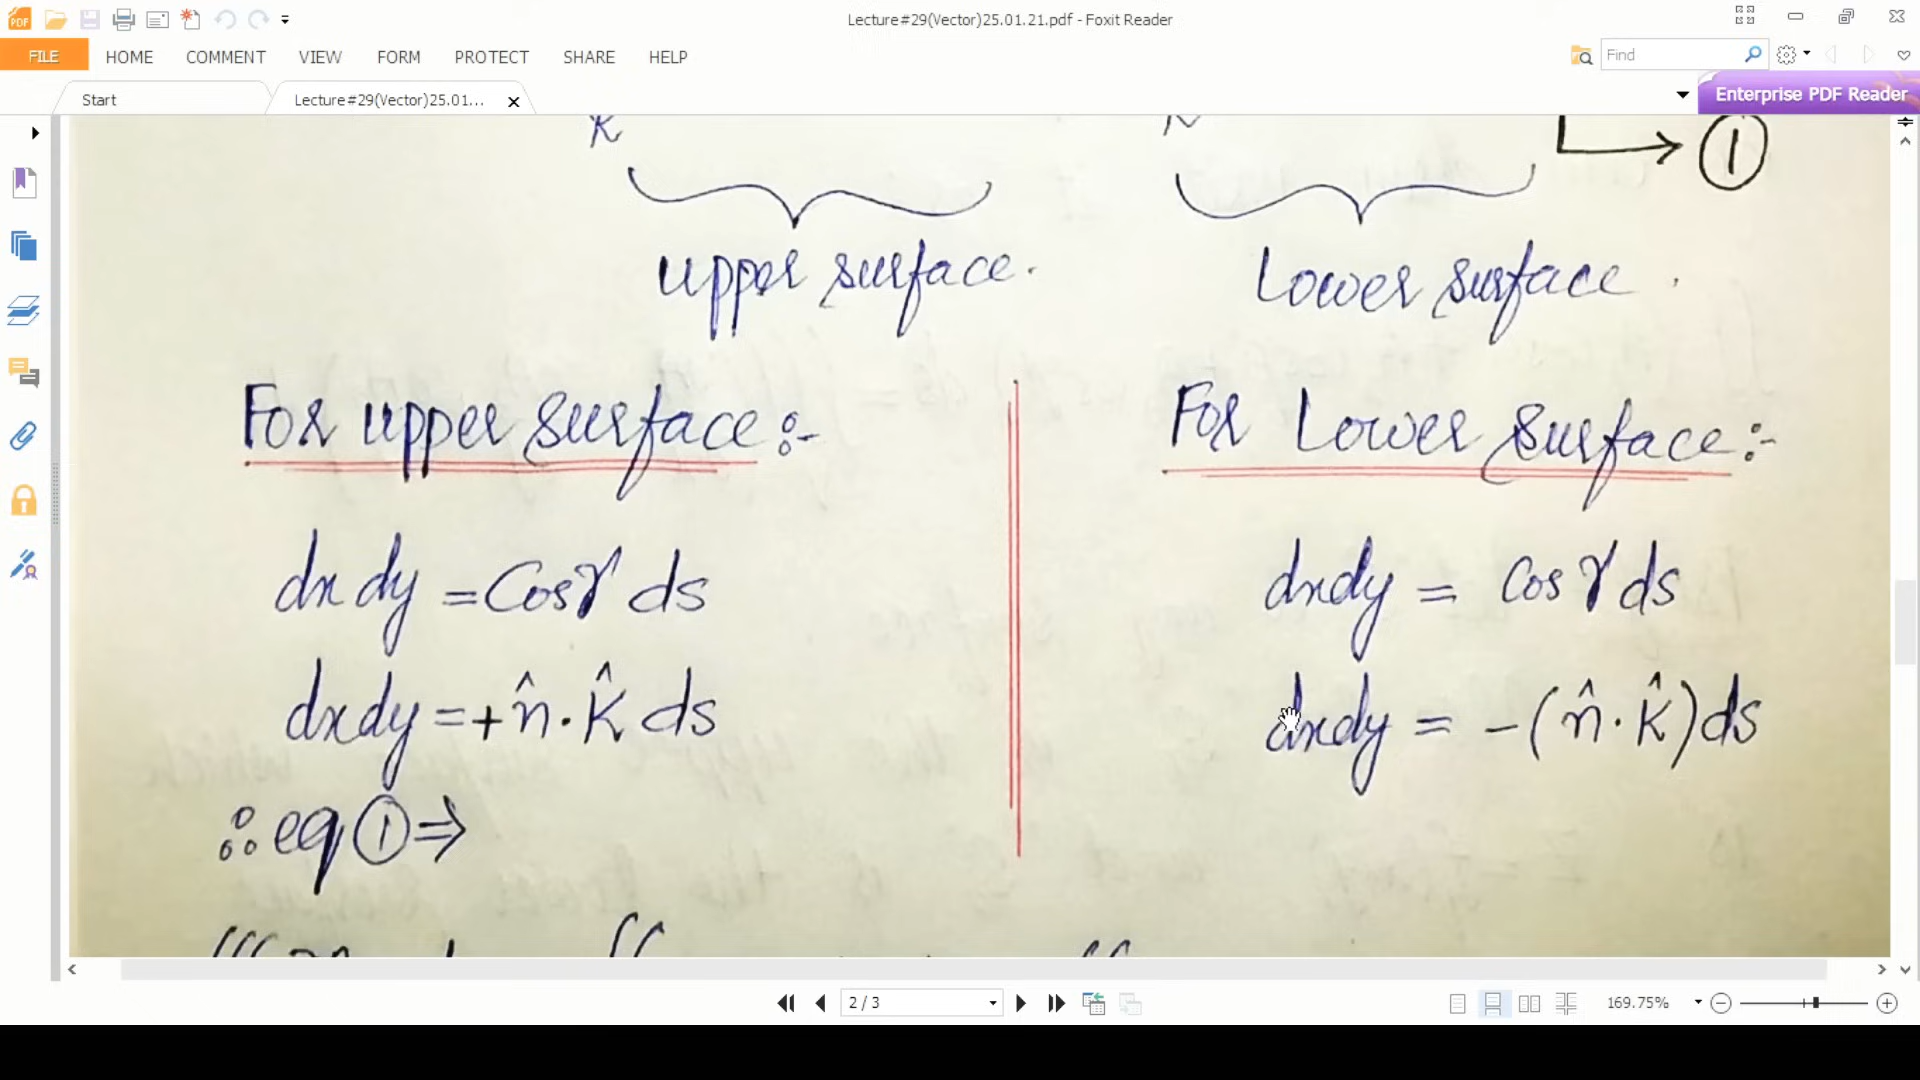 Lecture#29(Vector)25.01.21.pdf - Foxit Reader
FILE HOME COMMENT VIEW FORM PROTECT SHARE HELP
Find
Start
Lecture#29(Vector)25.01...
Enterprise PDF Reader
①
upper surface.
Lower surface.
For upper surface :-
dx dy = Cosγ ds
dxdy = + n̂ . k̂ ds
∴ eq ① ⇒
For Lower surface :-
dxdy = Cos γ ds
dxdy = - (n̂ . k̂) ds
2 / 3
169.75%